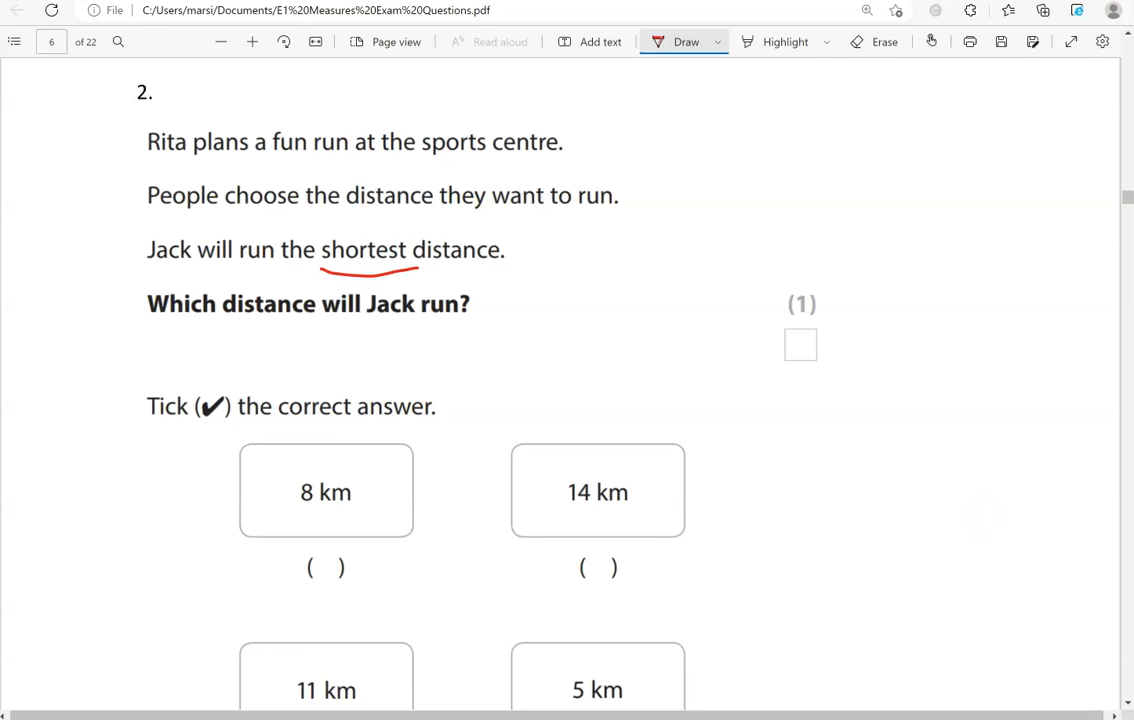 File C:/Users/marsi/Documents/E1%20Measures%20Exam%20Questions.pdf
6 of 22 Page view Read aloud Add text Draw Highlight Erase
2.
Rita plans a fun run at the sports centre.
People choose the distance they want to run.
Jack will run the shortest distance.
Which distance will Jack run? (1)
Tick (✔) the correct answer.
8 km 14 km
( ) ( )
11 km 5 km